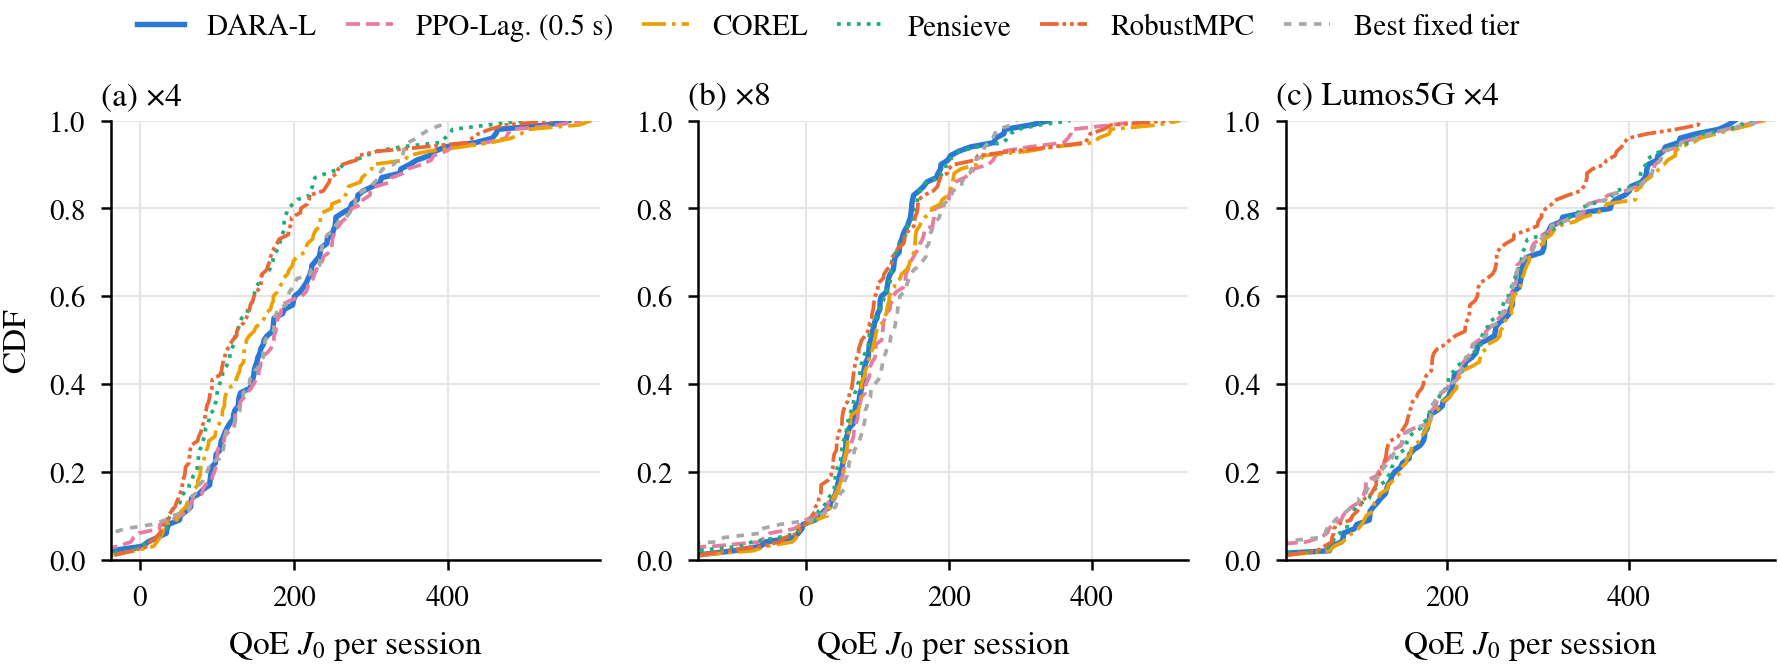 DARA-L PPO-Lag. (0.5 s) COREL Pensieve RobustMPC Best fixed tier
(a) ×4 (b) ×8 (c) Lumos5G ×4
CDF
1.0 0.8 0.6 0.4 0.2 0.0
0 200 400
QoE J₀ per session
1.0 0.8 0.6 0.4 0.2 0.0
0 200 400
QoE J₀ per session
1.0 0.8 0.6 0.4 0.2 0.0
200 400
QoE J₀ per session